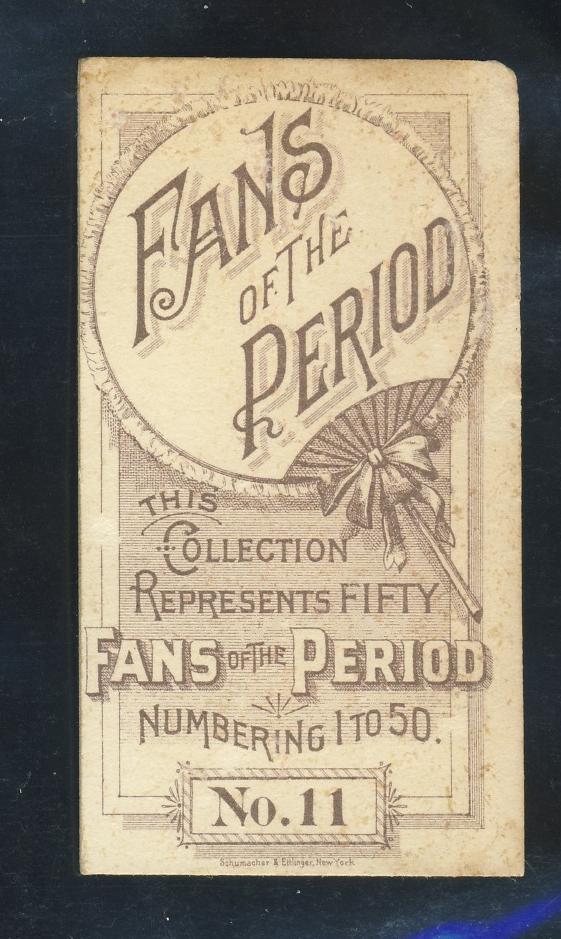 FANS
OF THE
PERIOD
THIS
COLLECTION
REPRESENTS FIFTY
FANS OF THE PERIOD
NUMBERING 1 TO 50.
No. 11
Schumacher & Ettlinger, New York